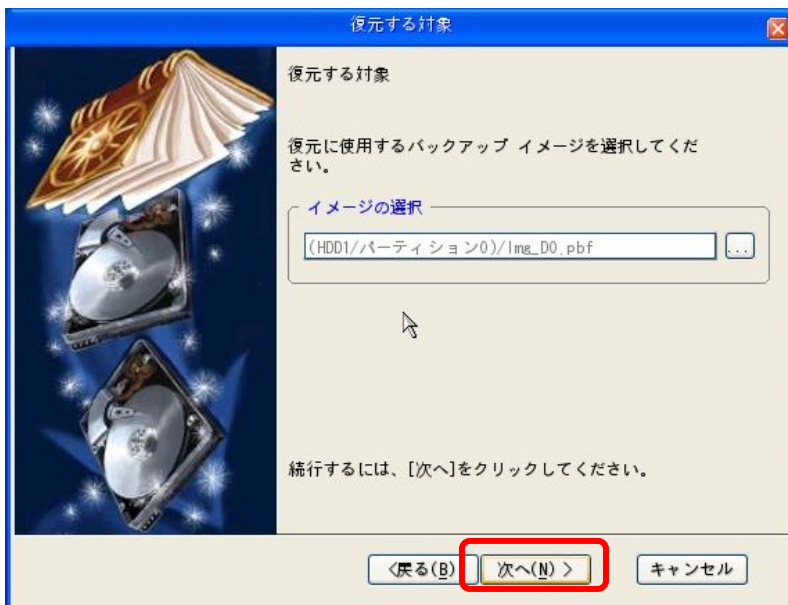 復元する対象
復元する対象
復元に使用するバックアップ イメージを選択してくだ
さい。
イメージの選択
(HDD1/パーティション0)/Img_D0.pbf
...
続行するには、[次へ]をクリックしてください。
<戻る(B)
次へ(N) >
キャンセル